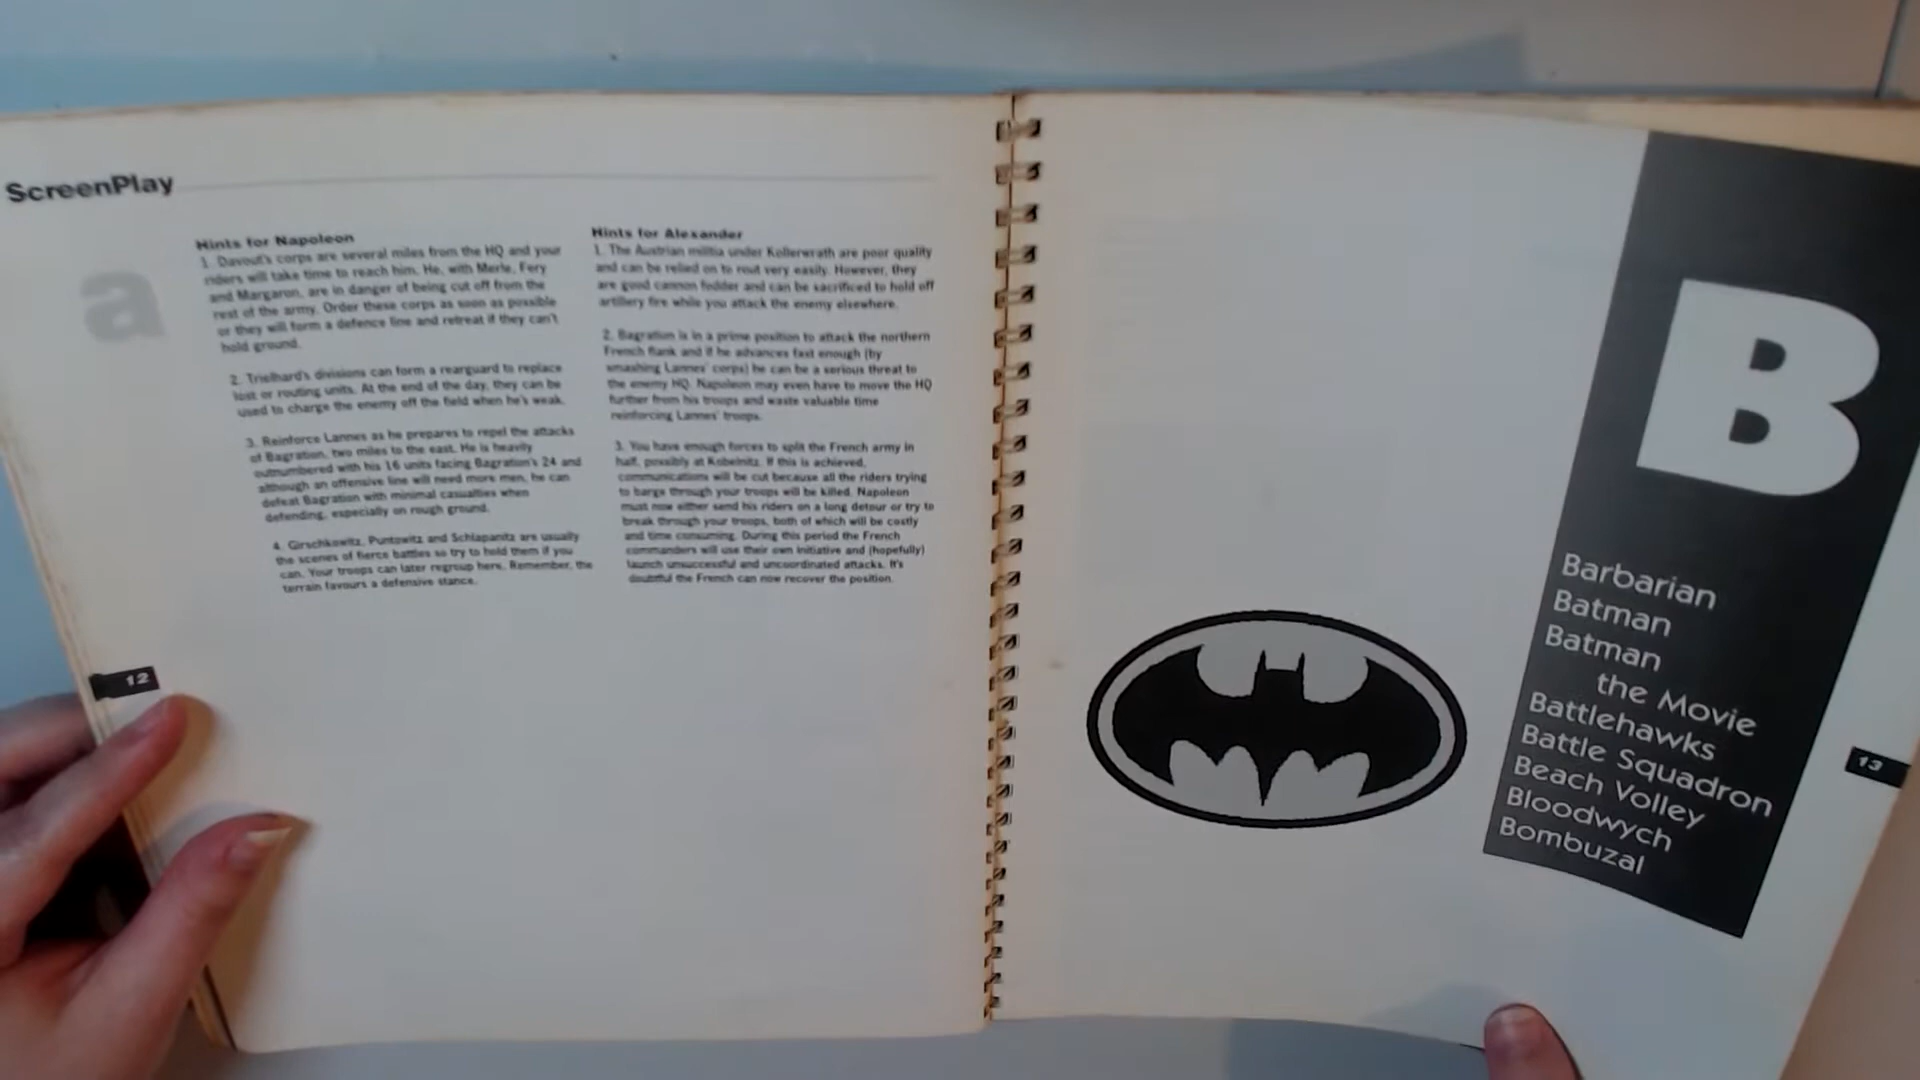 ScreenPlay
a
Hints for Napoleon
1. Davout's corps are several miles from the HQ and your
riders will take time to reach him. He, with Merle, Fery
and Margaron, are in danger of being cut off from the
rest of the army. Order these corps as soon as possible
or they will form a defence line and retreat if they can't
hold ground.
2. Trielhard's divisions can form a rearguard to replace
lost or routing units. At the end of the day, they can be
used to charge the enemy off the field when he's weak.
3. Reinforce Lannes as he prepares to repel the attacks
of Bagration, two miles to the east. He is heavily
outnumbered with his 16 units facing Bagration's 24 and
although an offensive line will need more men, he can
defeat Bagration with minimal casualties when
defending, especially on rough ground.
4. Girschkowitz, Puntowitz and Schlapanitz are usually
the scenes of fierce battles so try to hold them if you
can. Your troops can later regroup here. Remember, the
terrain favours a defensive stance.
12
Hints for Alexander
1. The Austrian militia under Kollerwrath are poor quality
and can be relied on to rout very easily. However, they
are good cannon fodder and can be sacrificed to hold off
artillery fire while you attack the enemy elsewhere.
2. Bagration is in a prime position to attack the northern
French flank and if he advances fast enough (by
smashing Lannes' corps) he can be a serious threat to
the enemy HQ. Napoleon may even have to move the HQ
further from his troops and waste valuable time
reinforcing Lannes' troops.
3. You have enough forces to split the French army in
half, possibly at Kobelnitz. If this is achieved,
communications will be cut because all the riders trying
to barge through your troops will be killed. Napoleon
must now either send his riders on a long detour or try to
break through your troops, both of which will be costly
and time consuming. During this period the French
commanders will use their own initiative and (hopefully)
launch unsuccessful and uncoordinated attacks. It's
doubtful the French can now recover the position.
B
Barbarian
Batman
Batman
the Movie
Battlehawks
Battle Squadron
Beach Volley
Bloodwych
Bombuzal
13